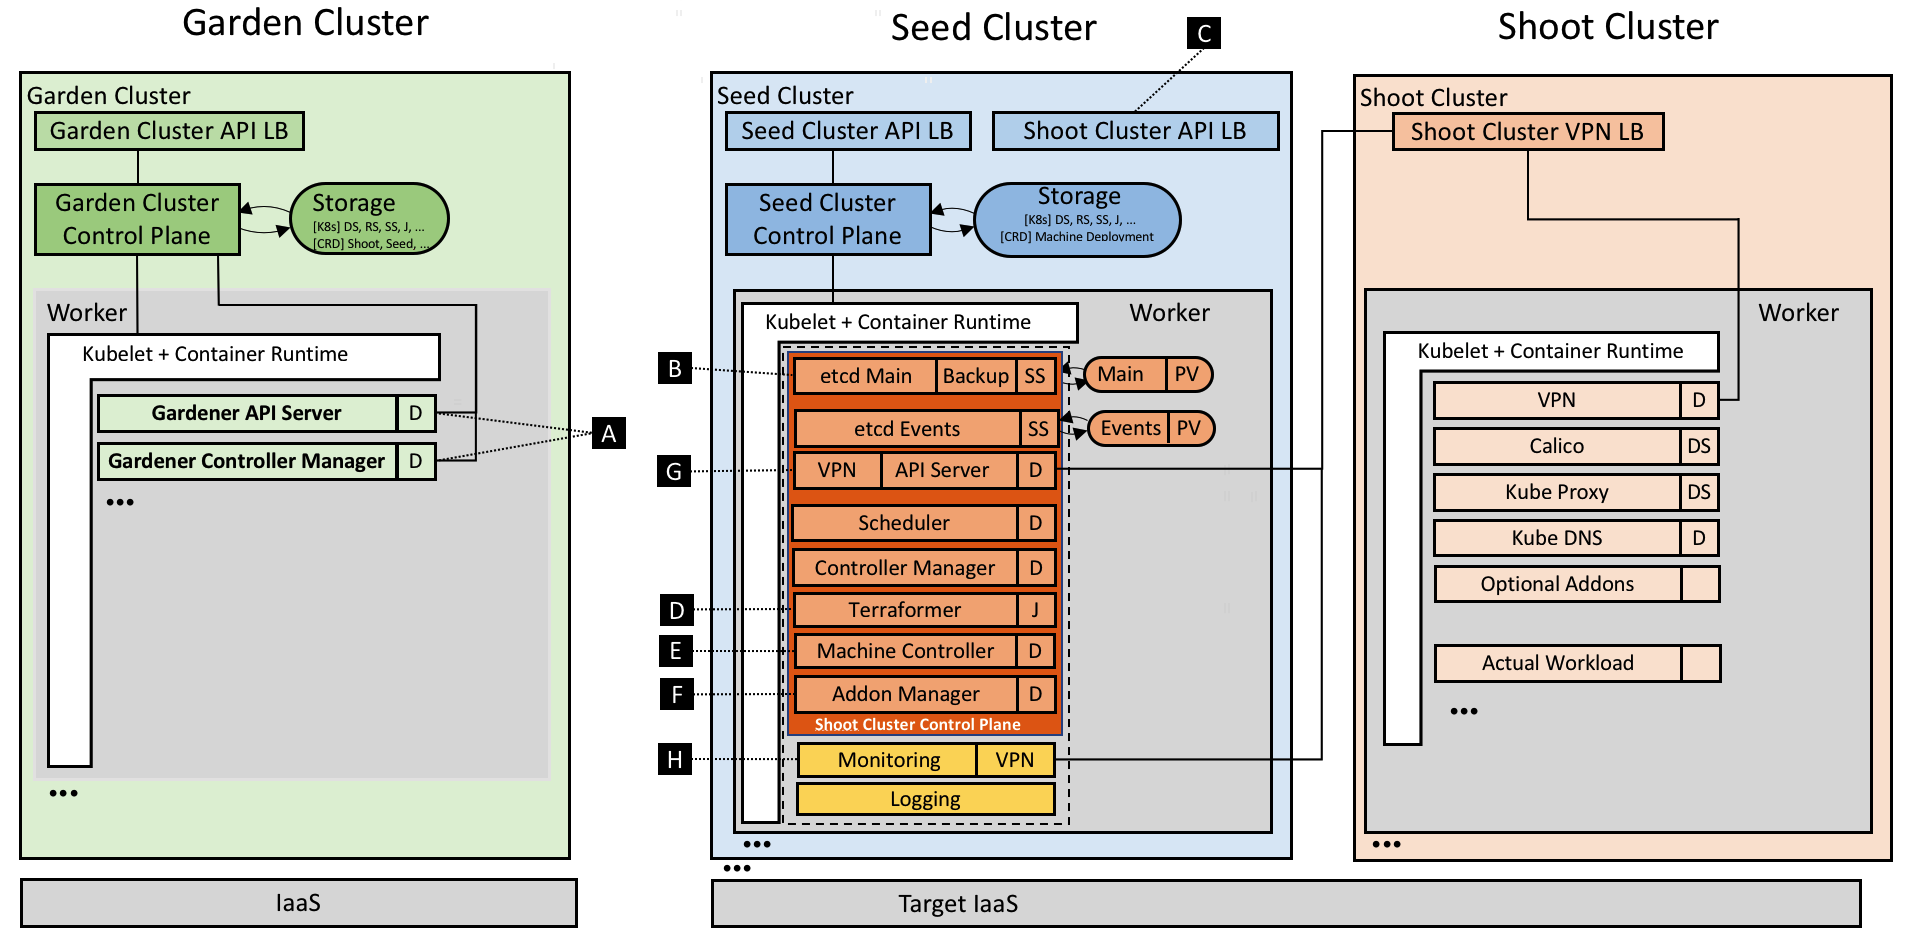 Garden Cluster
Seed Cluster
Shoot Cluster
C
Garden Cluster
Garden Cluster API LB
Garden Cluster
Control Plane
Storage
[K8s] DS, RS, SS, J, ...
[CRD] Shoot, Seed, ...
Worker
Kubelet + Container Runtime
Gardener API Server D
Gardener Controller Manager D
•••
•••
A
IaaS
Seed Cluster
Seed Cluster API LB
Shoot Cluster API LB
Seed Cluster
Control Plane
Storage
[K8s] DS, RS, SS, J, ...
[CRD] Machine Deployment
Kubelet + Container Runtime
Worker
B
etcd Main Backup SS
Main PV
etcd Events SS
Events PV
G
VPN API Server D
Scheduler D
Controller Manager D
D
Terraformer J
E
Machine Controller D
F
Addon Manager D
Shoot Cluster Control Plane
H
Monitoring VPN
Logging
•••
•••
Target IaaS
Shoot Cluster
Shoot Cluster VPN LB
Worker
Kubelet + Container Runtime
VPN D
Calico DS
Kube Proxy DS
Kube DNS D
Optional Addons
Actual Workload
•••
•••